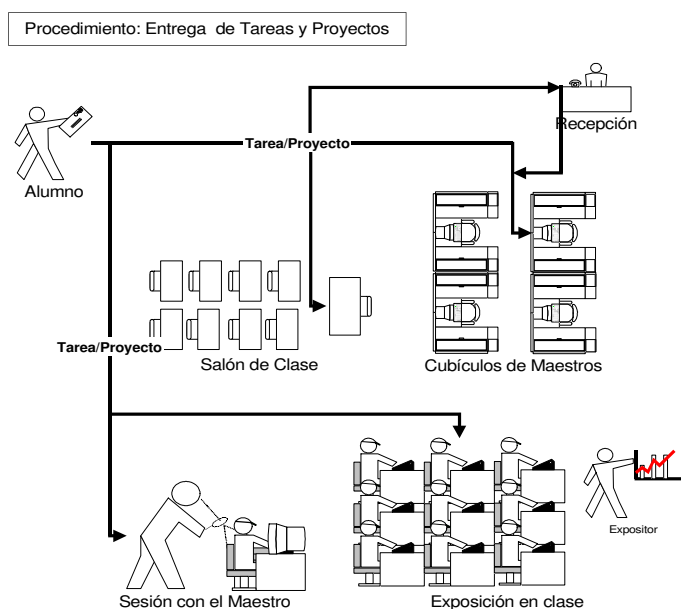 Procedimiento: Entrega de Tareas y Proyectos
Recepción
Tarea/Proyecto
Alumno
Tarea/Proyecto
Salón de Clase
Cubículos de Maestros
Expositor
Sesión con el Maestro
Exposición en clase